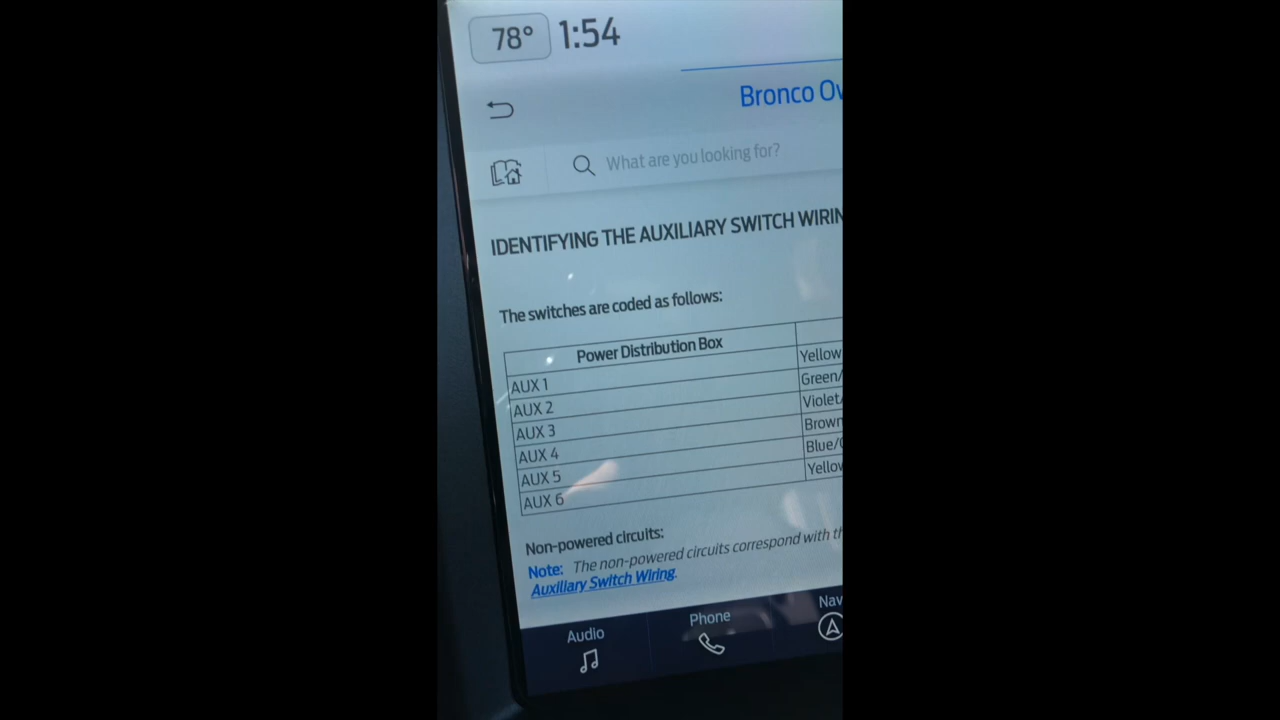 78° 1:54
Bronco Ov
What are you looking for?
IDENTIFYING THE AUXILIARY SWITCH WIRIN
The switches are coded as follows:
Power Distribution Box
AUX 1 Yellow
AUX 2 Green/
AUX 3 Violet/
AUX 4 Brown
AUX 5 Blue/
AUX 6 Yellow
Non-powered circuits:
Note: The non-powered circuits correspond with th
Auxiliary Switch Wiring.
Audio Phone Nav